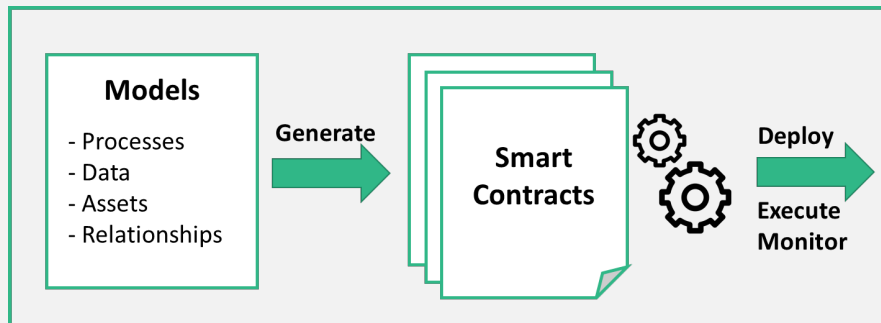 Models
- Processes
- Data
- Assets
- Relationships
Generate
Smart
Contracts
Deploy
Execute
Monitor